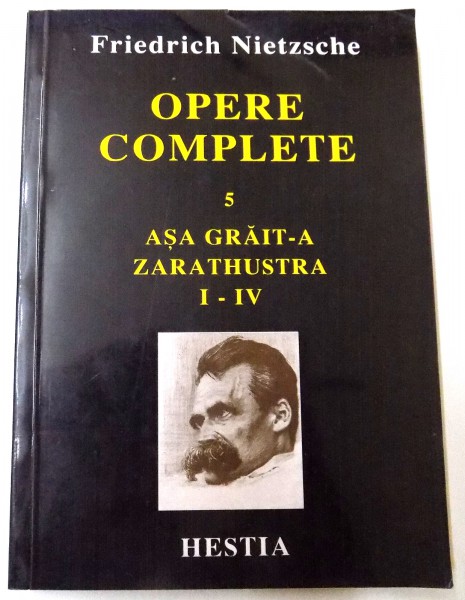 Friedrich Nietzsche
OPERE
COMPLETE
5
AȘA GRĂIT-A
ZARATHUSTRA
I - IV
HESTIA